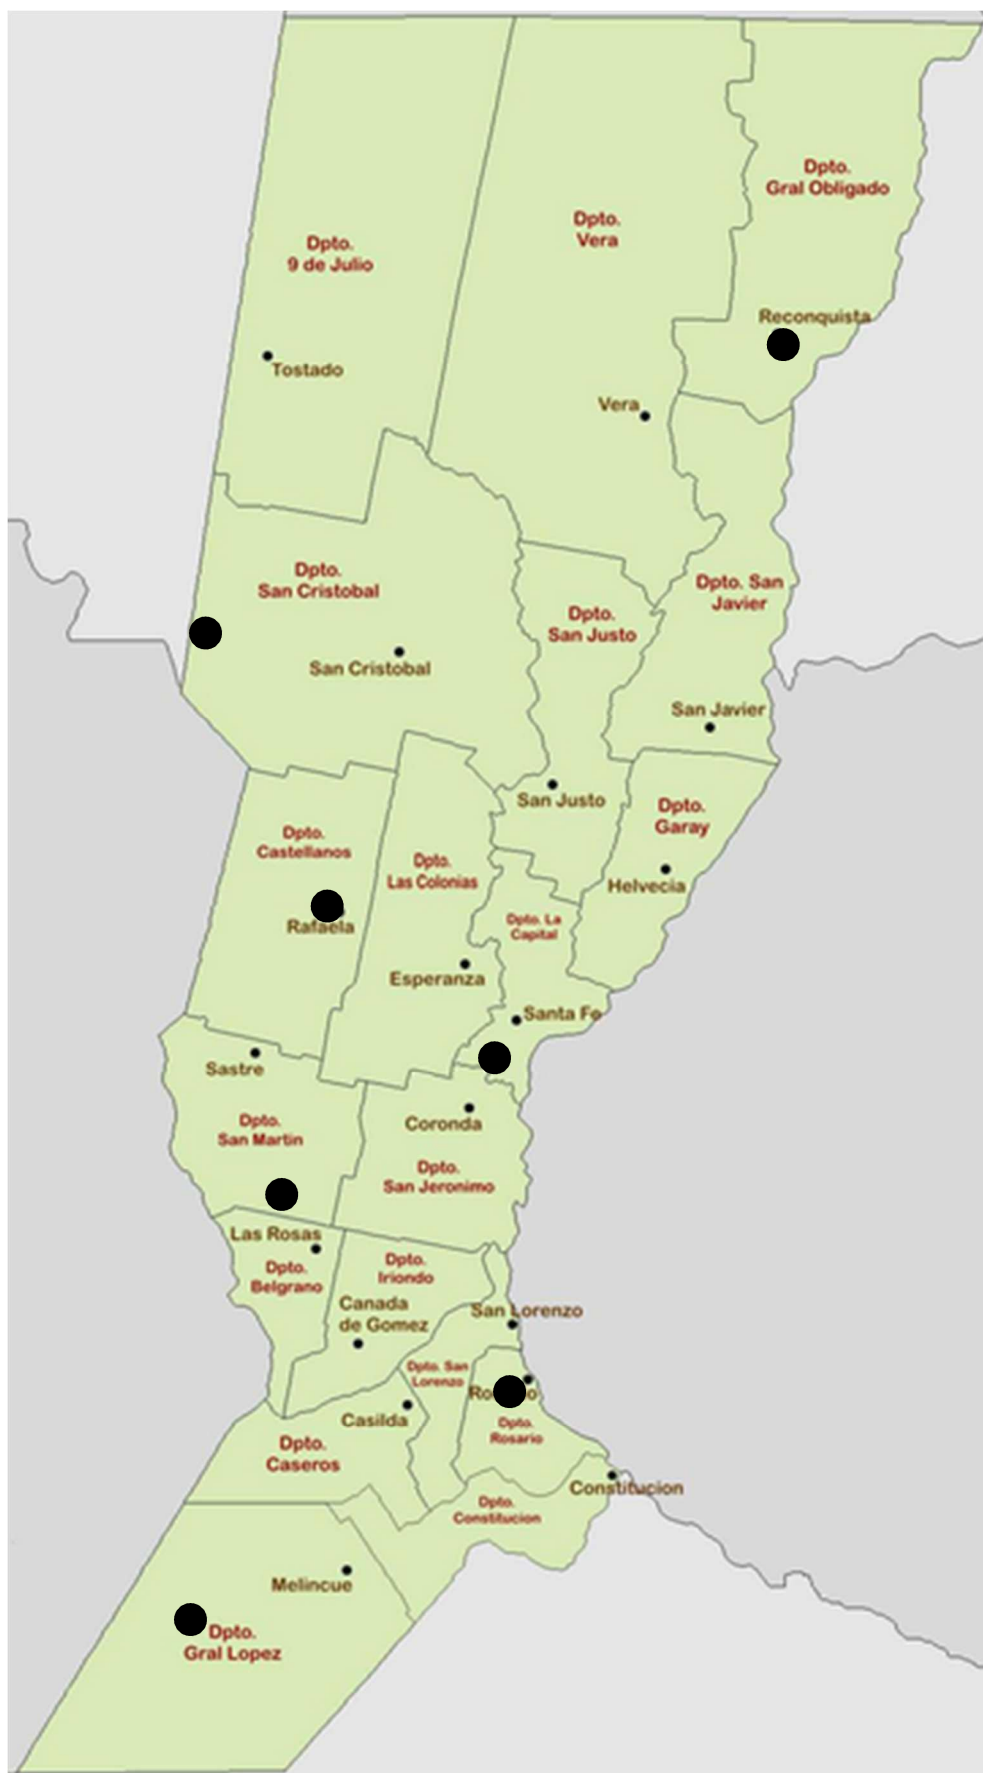 Dpto.
Gral Obligado
Dpto.
Vera
Dpto.
9 de Julio
Reconquista
Tostado
Vera
Dpto.
San Cristobal
Dpto. San
Javier
Dpto.
San Justo
San Cristobal
San Javier
San Justo
Dpto.
Garay
Dpto.
Castellanos
Dpto.
Las Colonias
Helvecia
Rafaela
Dpto. La
Capital
Esperanza
Santa Fe
Sastre
Coronda
Dpto.
San Martin
Dpto.
San Jeronimo
Las Rosas
Dpto.
Belgrano
Dpto.
Iriondo
Canada
de Gomez
San Lorenzo
Dpto. San
Lorenzo
Casilda
Dpto.
Rosario
Dpto.
Caseros
Constitucion
Dpto.
Constitucion
Melincue
Dpto.
Gral Lopez